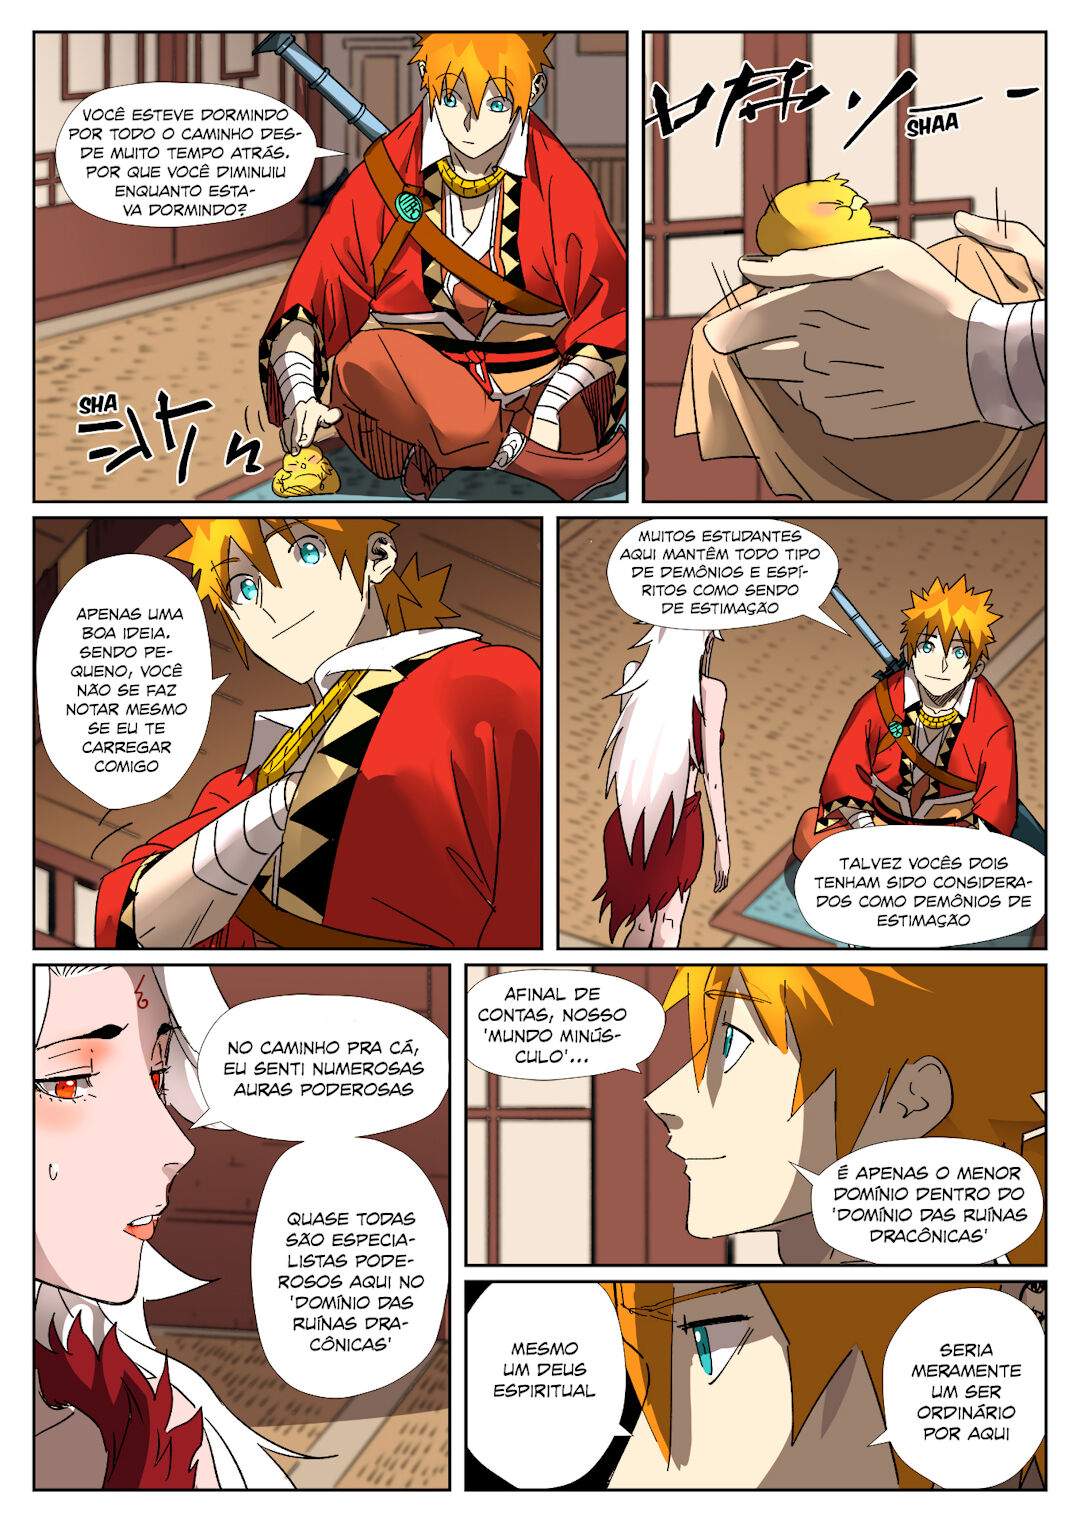 VOCÊ ESTEVE DORMINDO
POR TODO O CAMINHO DES-
DE MUITO TEMPO ATRÁS.
POR QUE VOCÊ DIMINUIU
ENQUANTO ESTA-
VA DORMINDO?
SHA
SHAA
APENAS UMA
BOA IDEIA.
SENDO PE-
QUENO, VOCÊ
NÃO SE FAZ
NOTAR MESMO
SE EU TE
CARREGAR
COMIGO
MUITOS ESTUDANTES
AQUI MANTÊM TODO TIPO
DE DEMÔNIOS E ESPÍ-
RITOS COMO SENDO
DE ESTIMAÇÃO
TALVEZ VOCÊS DOIS
TENHAM SIDO CONSIDERA-
DOS COMO DEMÔNIOS DE
ESTIMAÇÃO
NO CAMINHO PRA CÁ,
EU SENTI NUMEROSAS
AURAS PODEROSAS
QUASE TODAS
SÃO ESPECIA-
LISTAS PODE-
ROSOS AQUI NO
'DOMÍNIO DAS
RUÍNAS DRA-
CÔNICAS'
AFINAL DE
CONTAS, NOSSO
'MUNDO MINÚS-
CULO'...
É APENAS O MENOR
DOMÍNIO DENTRO DO
'DOMÍNIO DAS RUÍNAS
DRACÔNICAS'
MESMO
UM DEUS
ESPIRITUAL
SERIA
MERAMENTE
UM SER
ORDINÁRIO
POR AQUI